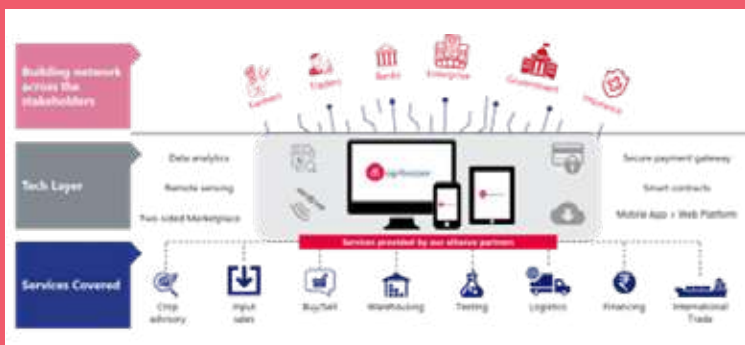 Building network
across the
stakeholders
Farmers
Traders
Banks
Enterprise
Government
Insurance
Tech Layer
Data analytics
Remote sensing
Two-sided Marketplace
Secure payment gateway
Smart contracts
Mobile App + Web Platform
Services provided by our alliance partners
Services Covered
Crop
advisory
Input
sales
Buy/Sell
Warehousing
Testing
Logistics
Financing
International
Trade